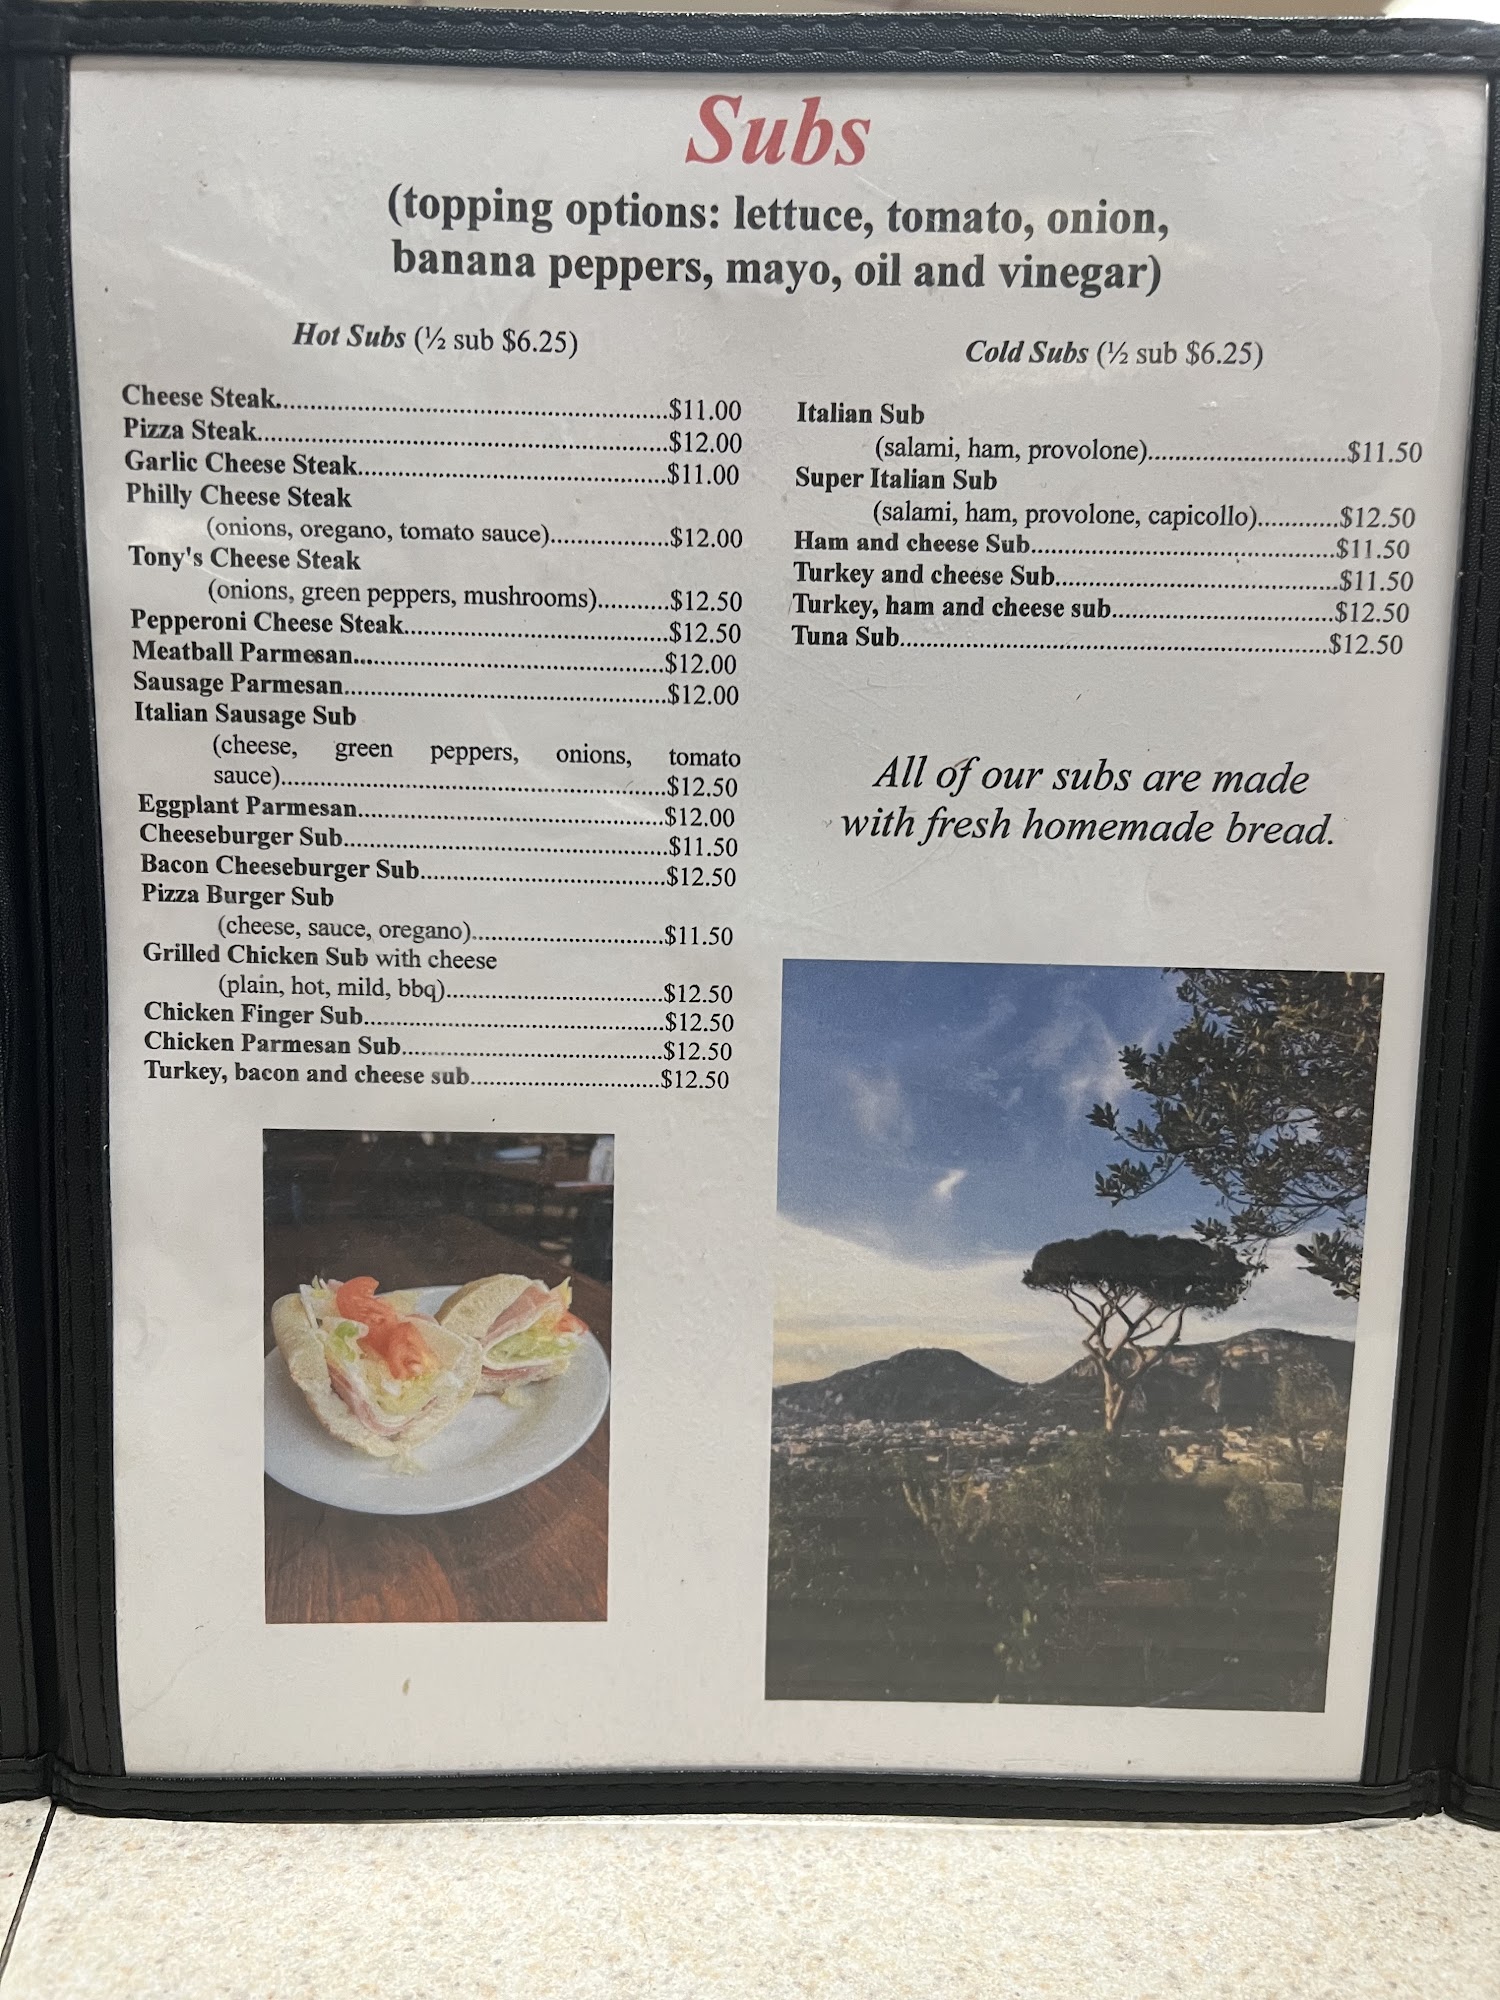 Subs
(topping options: lettuce, tomato, onion,
banana peppers, mayo, oil and vinegar)
Hot Subs (½ sub $6.25)
Cheese Steak.......................................................$11.00
Pizza Steak..........................................................$12.00
Garlic Cheese Steak............................................$11.00
Philly Cheese Steak
(onions, oregano, tomato sauce)..................$12.00
Tony's Cheese Steak
(onions, green peppers, mushrooms)...........$12.50
Pepperoni Cheese Steak......................................$12.50
Meatball Parmesan..............................................$12.00
Sausage Parmesan...............................................$12.00
Italian Sausage Sub
(cheese, green peppers, onions, tomato
sauce)..........................................................$12.50
Eggplant Parmesan..............................................$12.00
Cheeseburger Sub................................................$11.50
Bacon Cheeseburger Sub.....................................$12.50
Pizza Burger Sub
(cheese, sauce, oregano).............................$11.50
Grilled Chicken Sub with cheese
(plain, hot, mild, bbq).................................$12.50
Chicken Finger Sub.............................................$12.50
Chicken Parmesan Sub........................................$12.50
Turkey, bacon and cheese sub.............................$12.50
Cold Subs (½ sub $6.25)
Italian Sub
(salami, ham, provolone)..............................$11.50
Super Italian Sub
(salami, ham, provolone, capicollo)............$12.50
Ham and cheese Sub..............................................$11.50
Turkey and cheese Sub...........................................$11.50
Turkey, ham and cheese sub..................................$12.50
Tuna Sub.................................................................$12.50
All of our subs are made
with fresh homemade bread.